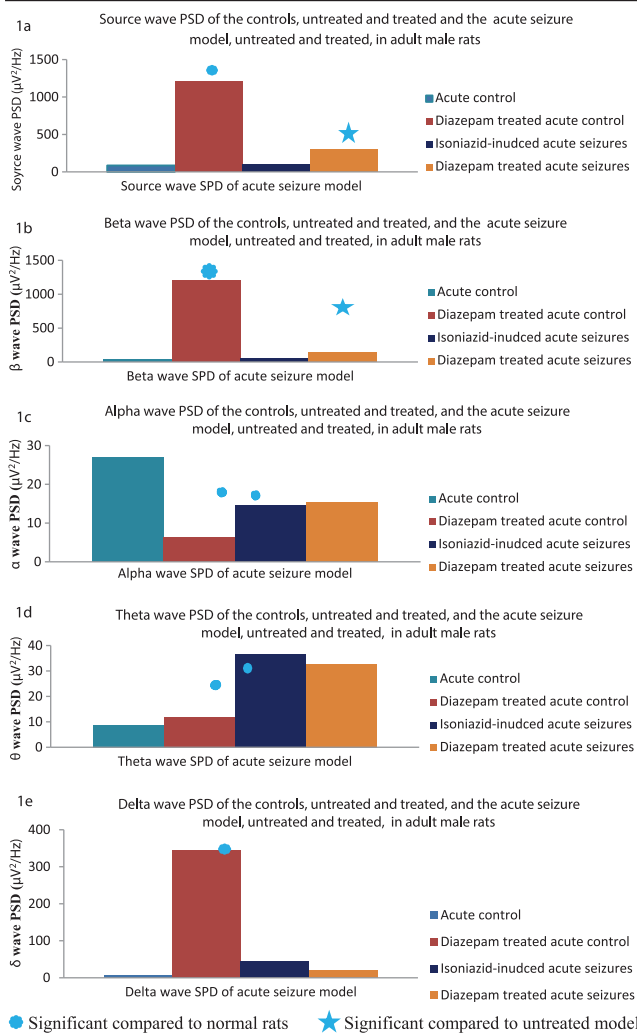 1a
Source wave PSD of the controls, untreated and treated and the acute seizure
model, untreated and treated, in adult male rats
Soyrce wave PSD (µV²/Hz)
1500
1000
500
0
Acute control
Diazepam treated acute control
Isoniazid-inudced acute seizures
Diazepam treated acute seizures
Source wave SPD of acute seizure model
1b
Beta wave PSD of the controls, untreated and treated, and the acute seizure
model, untreated and treated, in adult male rats
β wave PSD (µV²/Hz)
1500
1000
500
0
Acute control
Diazepam treated acute control
Isoniazid-inudced acute seizures
Diazepam treated acute seizures
Beta wave SPD of acute seizure model
1c
Alpha wave PSD of the controls, untreated and treated, and the acute seizure
model, untreated and treated, in adult male rats
α wave PSD (µV²/Hz)
30
20
10
0
Acute control
Diazepam treated acute control
Isoniazid-inudced acute seizures
Diazepam treated acute seizures
Alpha wave SPD of acute seizure model
1d
Theta wave PSD of the controls, untreated and treated, and the acute seizure
model, untreated and treated, in adult male rats
θ wave PSD (µV²/Hz)
40
30
20
10
0
Acute control
Diazepam treated acute control
Isoniazid-inudced acute seizures
Diazepam treated acute seizures
Theta wave SPD of acute seizure model
1e
Delta wave PSD of the controls, untreated and treated, and the acute seizure
model, untreated and treated, in adult male rats
δ wave PSD (µV²/Hz)
400
300
200
100
0
Acute control
Diazepam treated acute control
Isoniazid-inudced acute seizures
Diazepam treated acute seizures
Delta wave SPD of acute seizure model
Significant compared to normal rats
Significant compared to untreated model